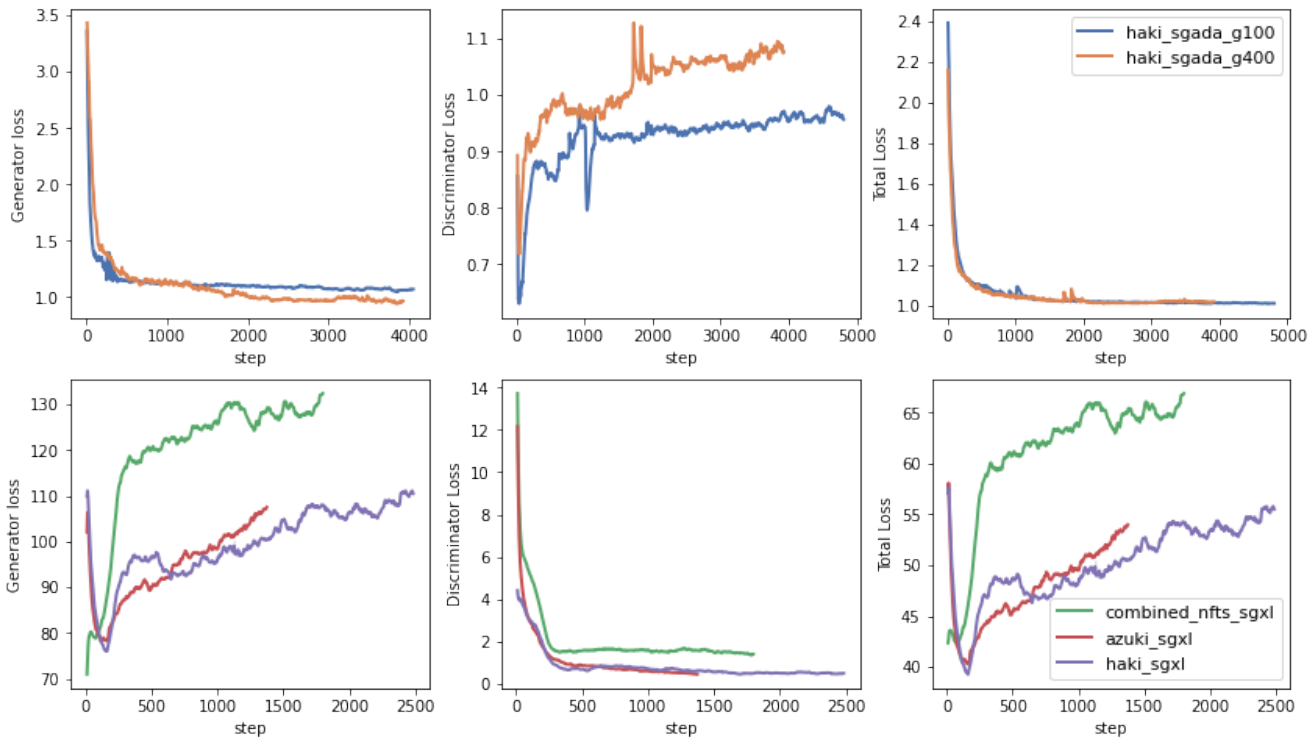 Generator loss
3.5
3.0
2.5
2.0
1.5
1.0
0 1000 2000 3000 4000
step
Discriminator Loss
1.1
1.0
0.9
0.8
0.7
0 1000 2000 3000 4000 5000
step
Total Loss
2.4
2.2
2.0
1.8
1.6
1.4
1.2
1.0
0 1000 2000 3000 4000 5000
step
haki_sgada_g100
haki_sgada_g400
Generator loss
130
120
110
100
90
80
70
0 500 1000 1500 2000 2500
step
Discriminator Loss
14
12
10
8
6
4
2
0
0 500 1000 1500 2000 2500
step
Total Loss
65
60
55
50
45
40
0 500 1000 1500 2000 2500
step
combined_nfts_sgxl
azuki_sgxl
haki_sgxl